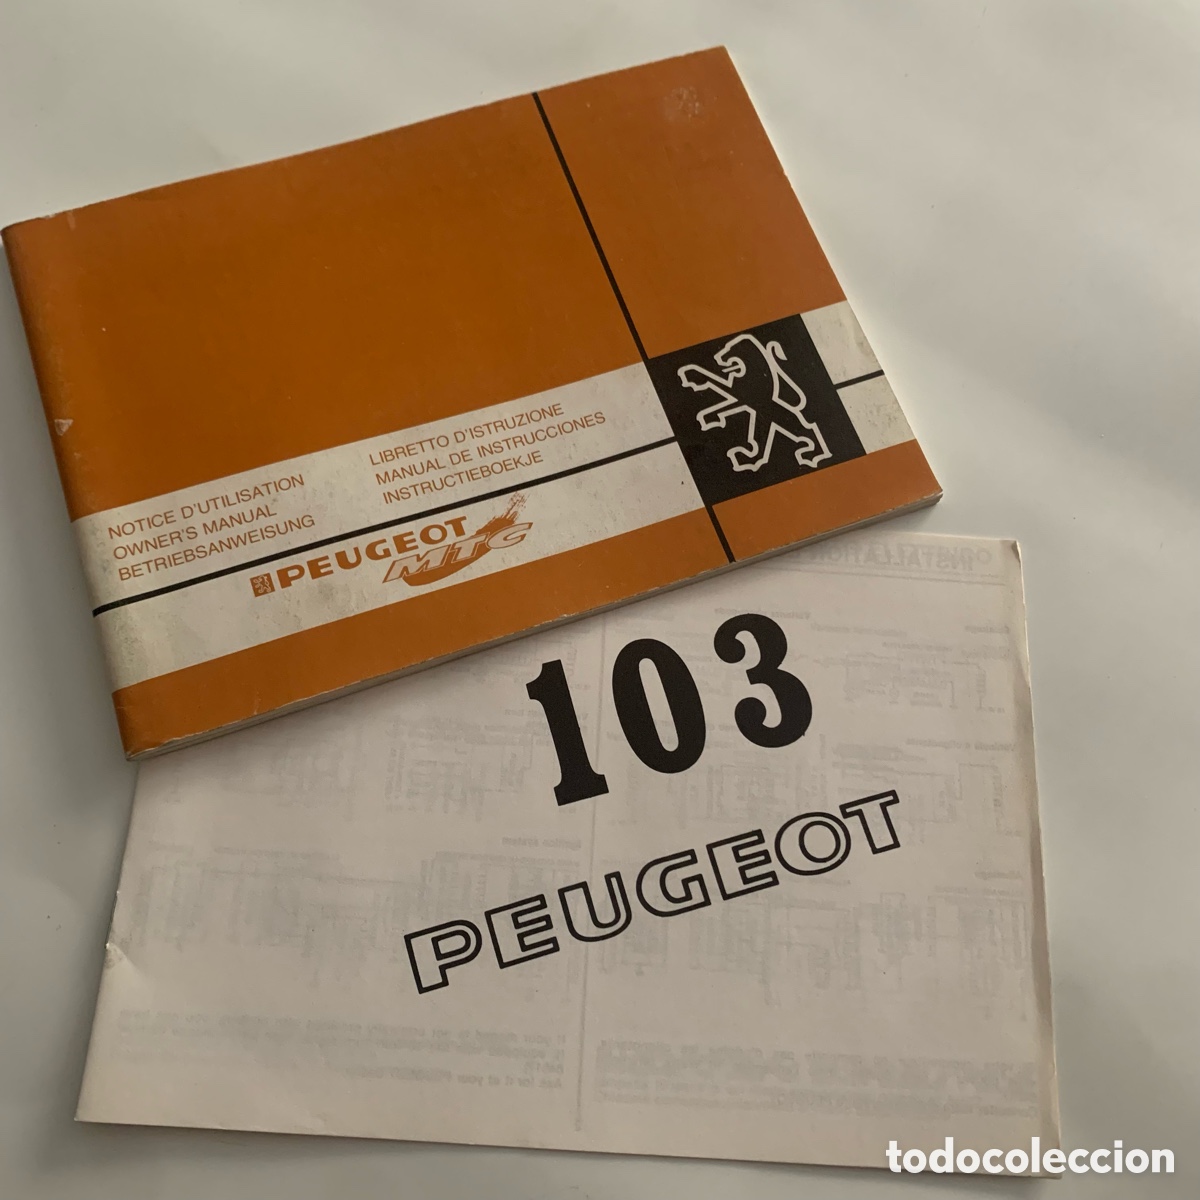 NOTICE D'UTILISATION
OWNER'S MANUAL
BETRIEBSANWEISUNG
LIBRETTO D'ISTRUZIONE
MANUAL DE INSTRUCCIONES
INSTRUCTIEBOEKJE
PEUGEOT MTC
103
PEUGEOT
todocoleccion